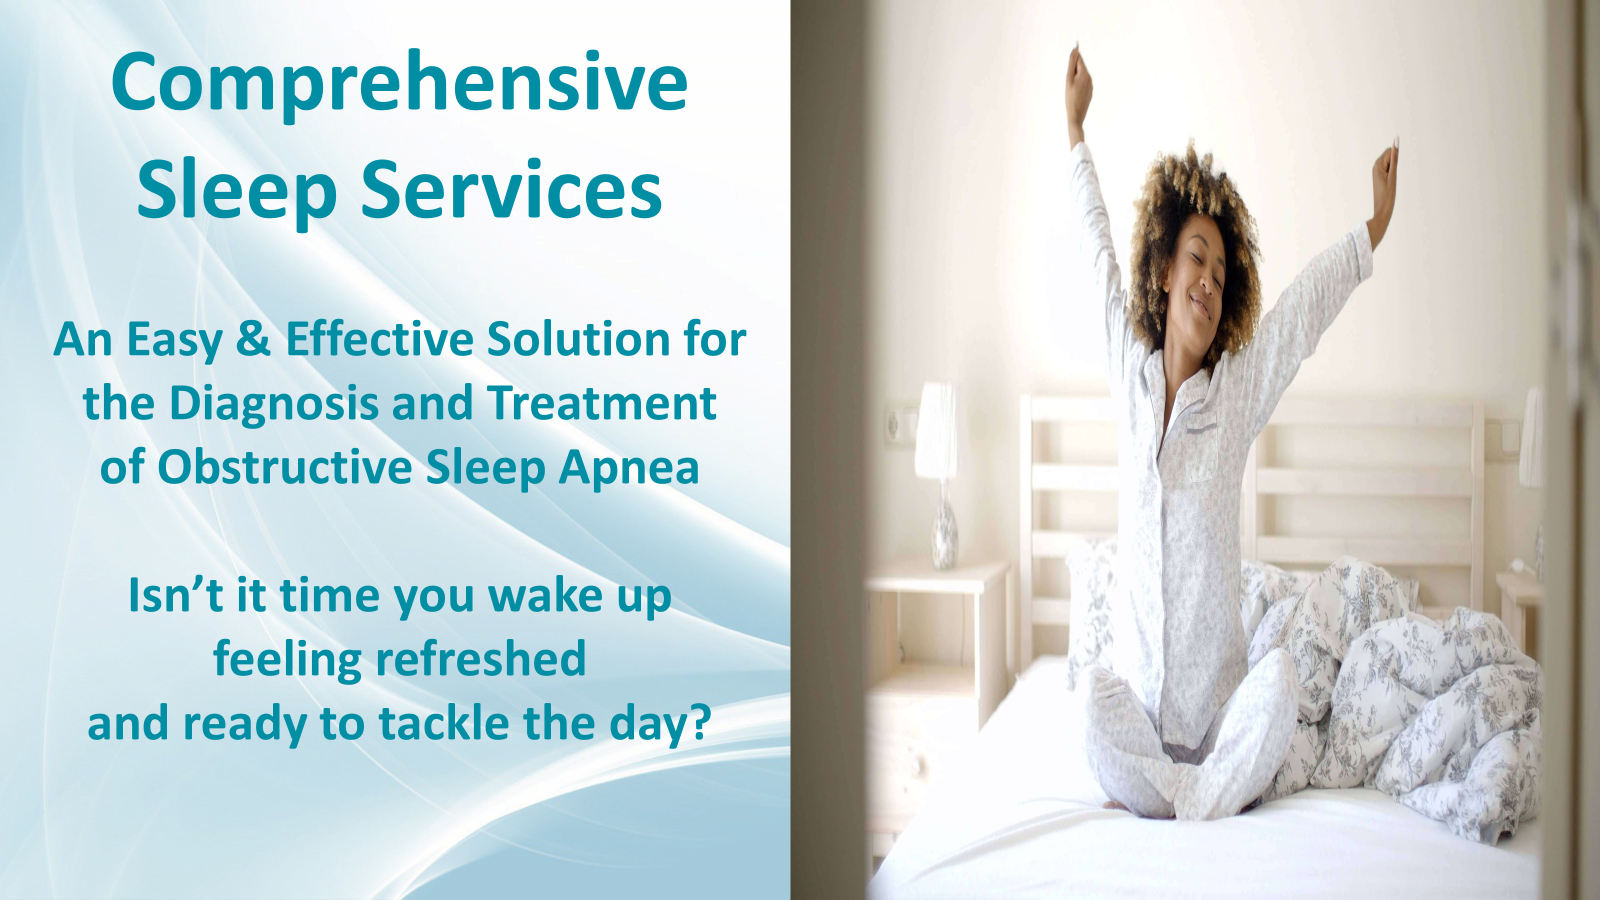 Comprehensive
Sleep Services
An Easy & Effective Solution for
the Diagnosis and Treatment
of Obstructive Sleep Apnea
Isn’t it time you wake up
feeling refreshed
and ready to tackle the day?